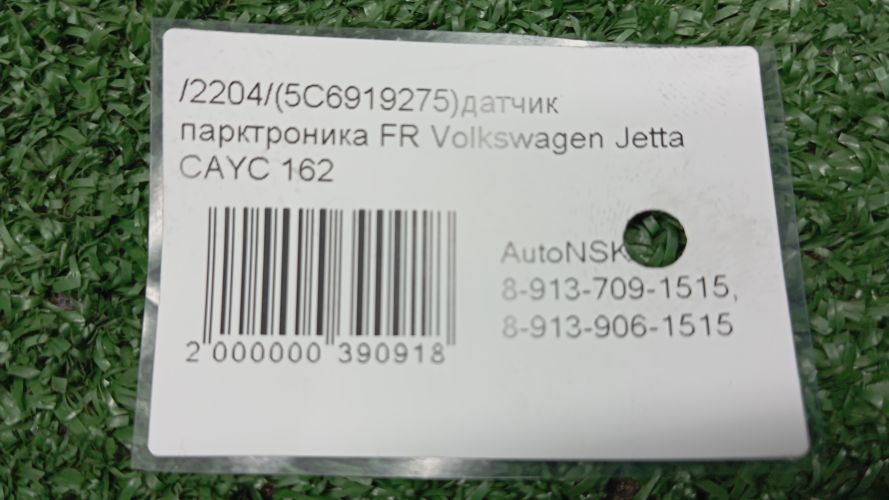 /2204/(5C6919275)датчик
парктроника FR Volkswagen Jetta
CAYC 162
AutoNSK
8-913-709-1515,
8-913-906-1515
2 000000 390918